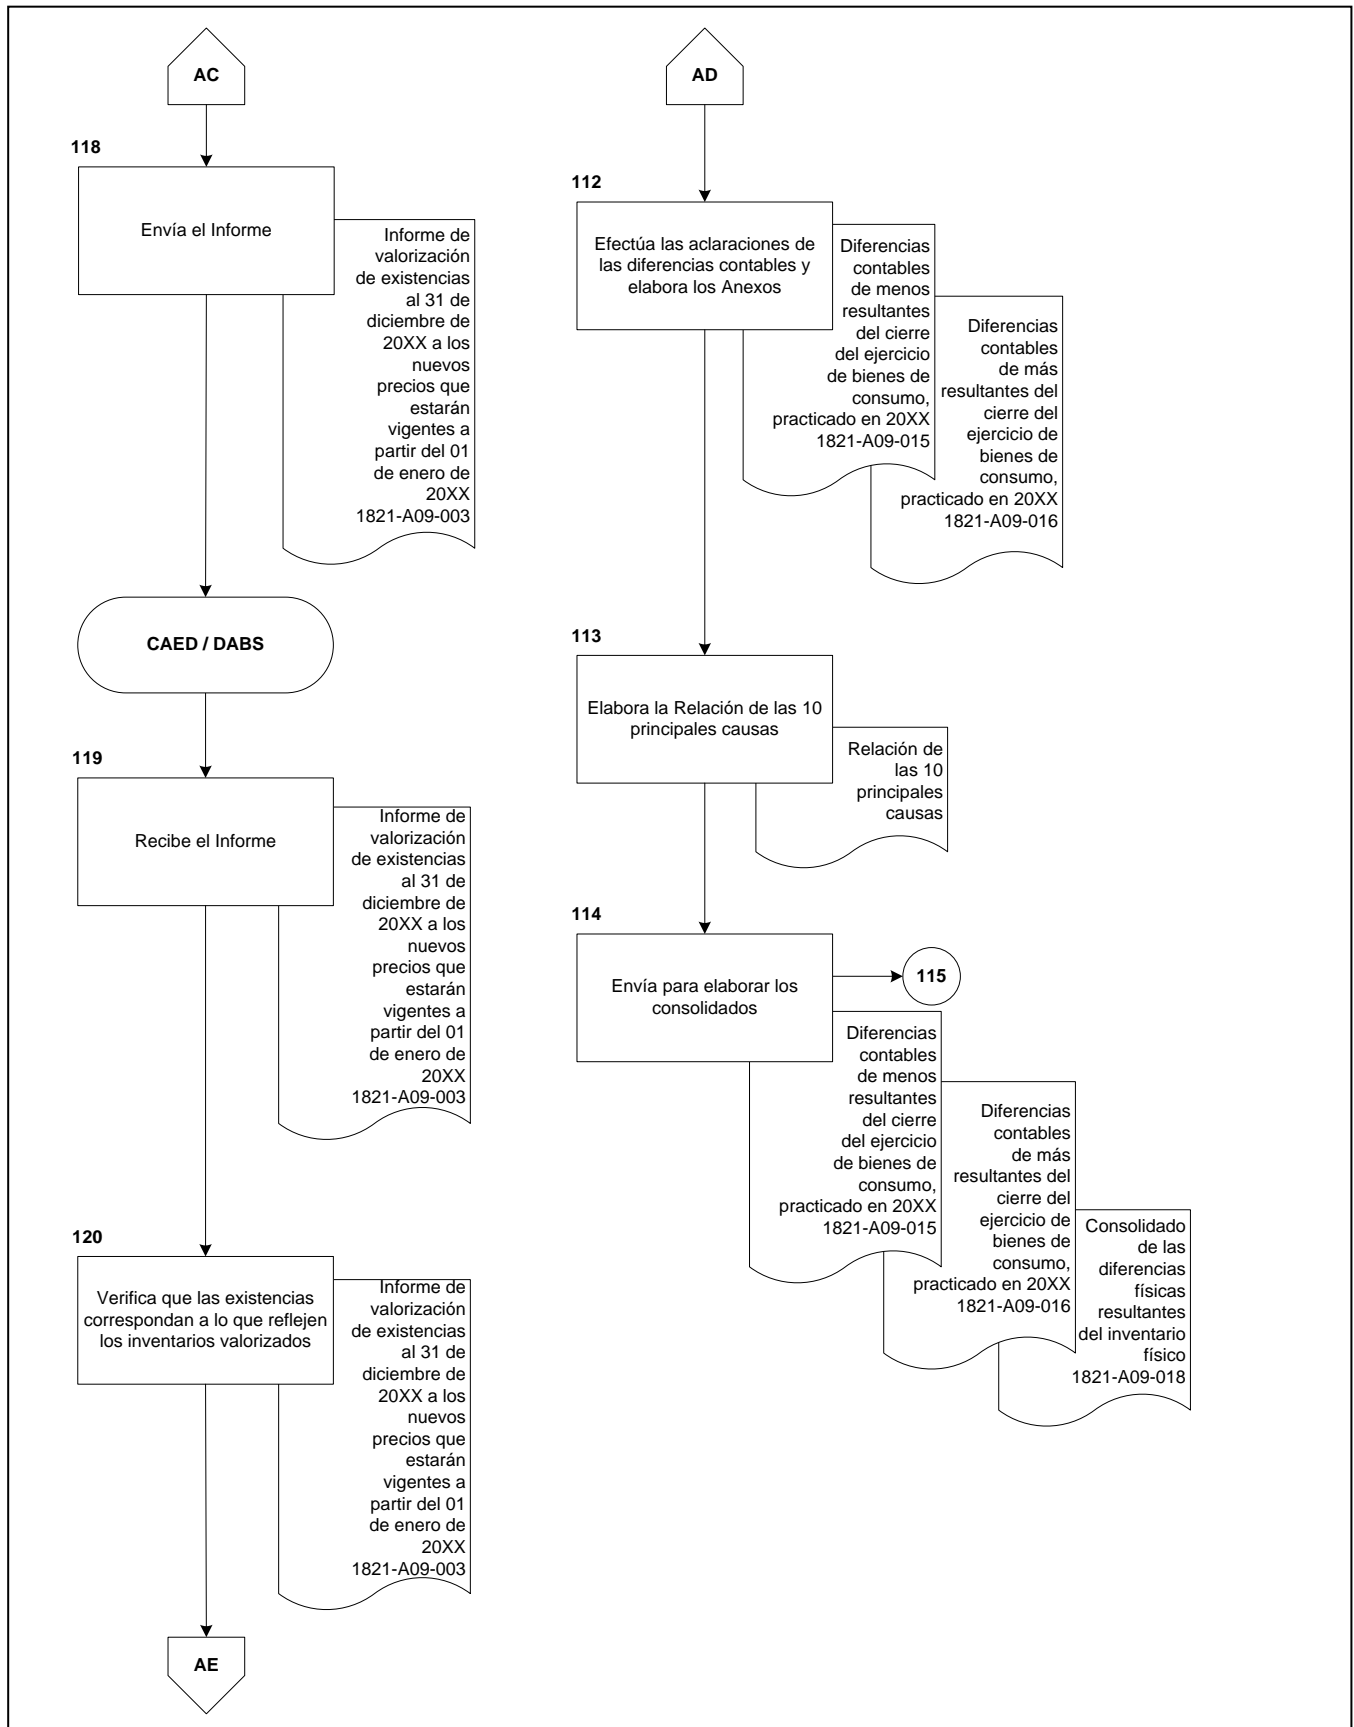 AC
118
Envía el Informe
Informe de
valorización
de existencias
al 31 de
diciembre de
20XX a los
nuevos
precios que
estarán
vigentes a
partir del 01
de enero de
20XX
1821-A09-003
CAED / DABS
119
Recibe el Informe
Informe de
valorización
de existencias
al 31 de
diciembre de
20XX a los
nuevos
precios que
estarán
vigentes a
partir del 01
de enero de
20XX
1821-A09-003
120
Verifica que las existencias
correspondan a lo que reflejen
los inventarios valorizados
Informe de
valorización
de existencias
al 31 de
diciembre de
20XX a los
nuevos
precios que
estarán
vigentes a
partir del 01
de enero de
20XX
1821-A09-003
AE
AD
112
Efectúa las aclaraciones de
las diferencias contables y
elabora los Anexos
Diferencias
contables
de menos
resultantes
del cierre
del ejercicio
de bienes de
consumo,
practicado en 20XX
1821-A09-015
Diferencias
contables
de más
resultantes del
cierre del
ejercicio de
bienes de
consumo,
practicado en 20XX
1821-A09-016
113
Elabora la Relación de las 10
principales causas
Relación de
las 10
principales
causas
114
Envía para elaborar los
consolidados
115
Diferencias
contables
de menos
resultantes
del cierre
del ejercicio
de bienes de
consumo,
practicado en 20XX
1821-A09-015
Diferencias
contables
de más
resultantes del
cierre del
ejercicio de
bienes de
consumo,
practicado en 20XX
1821-A09-016
Consolidado
de las
diferencias
físicas
resultantes
del inventario
físico
1821-A09-018